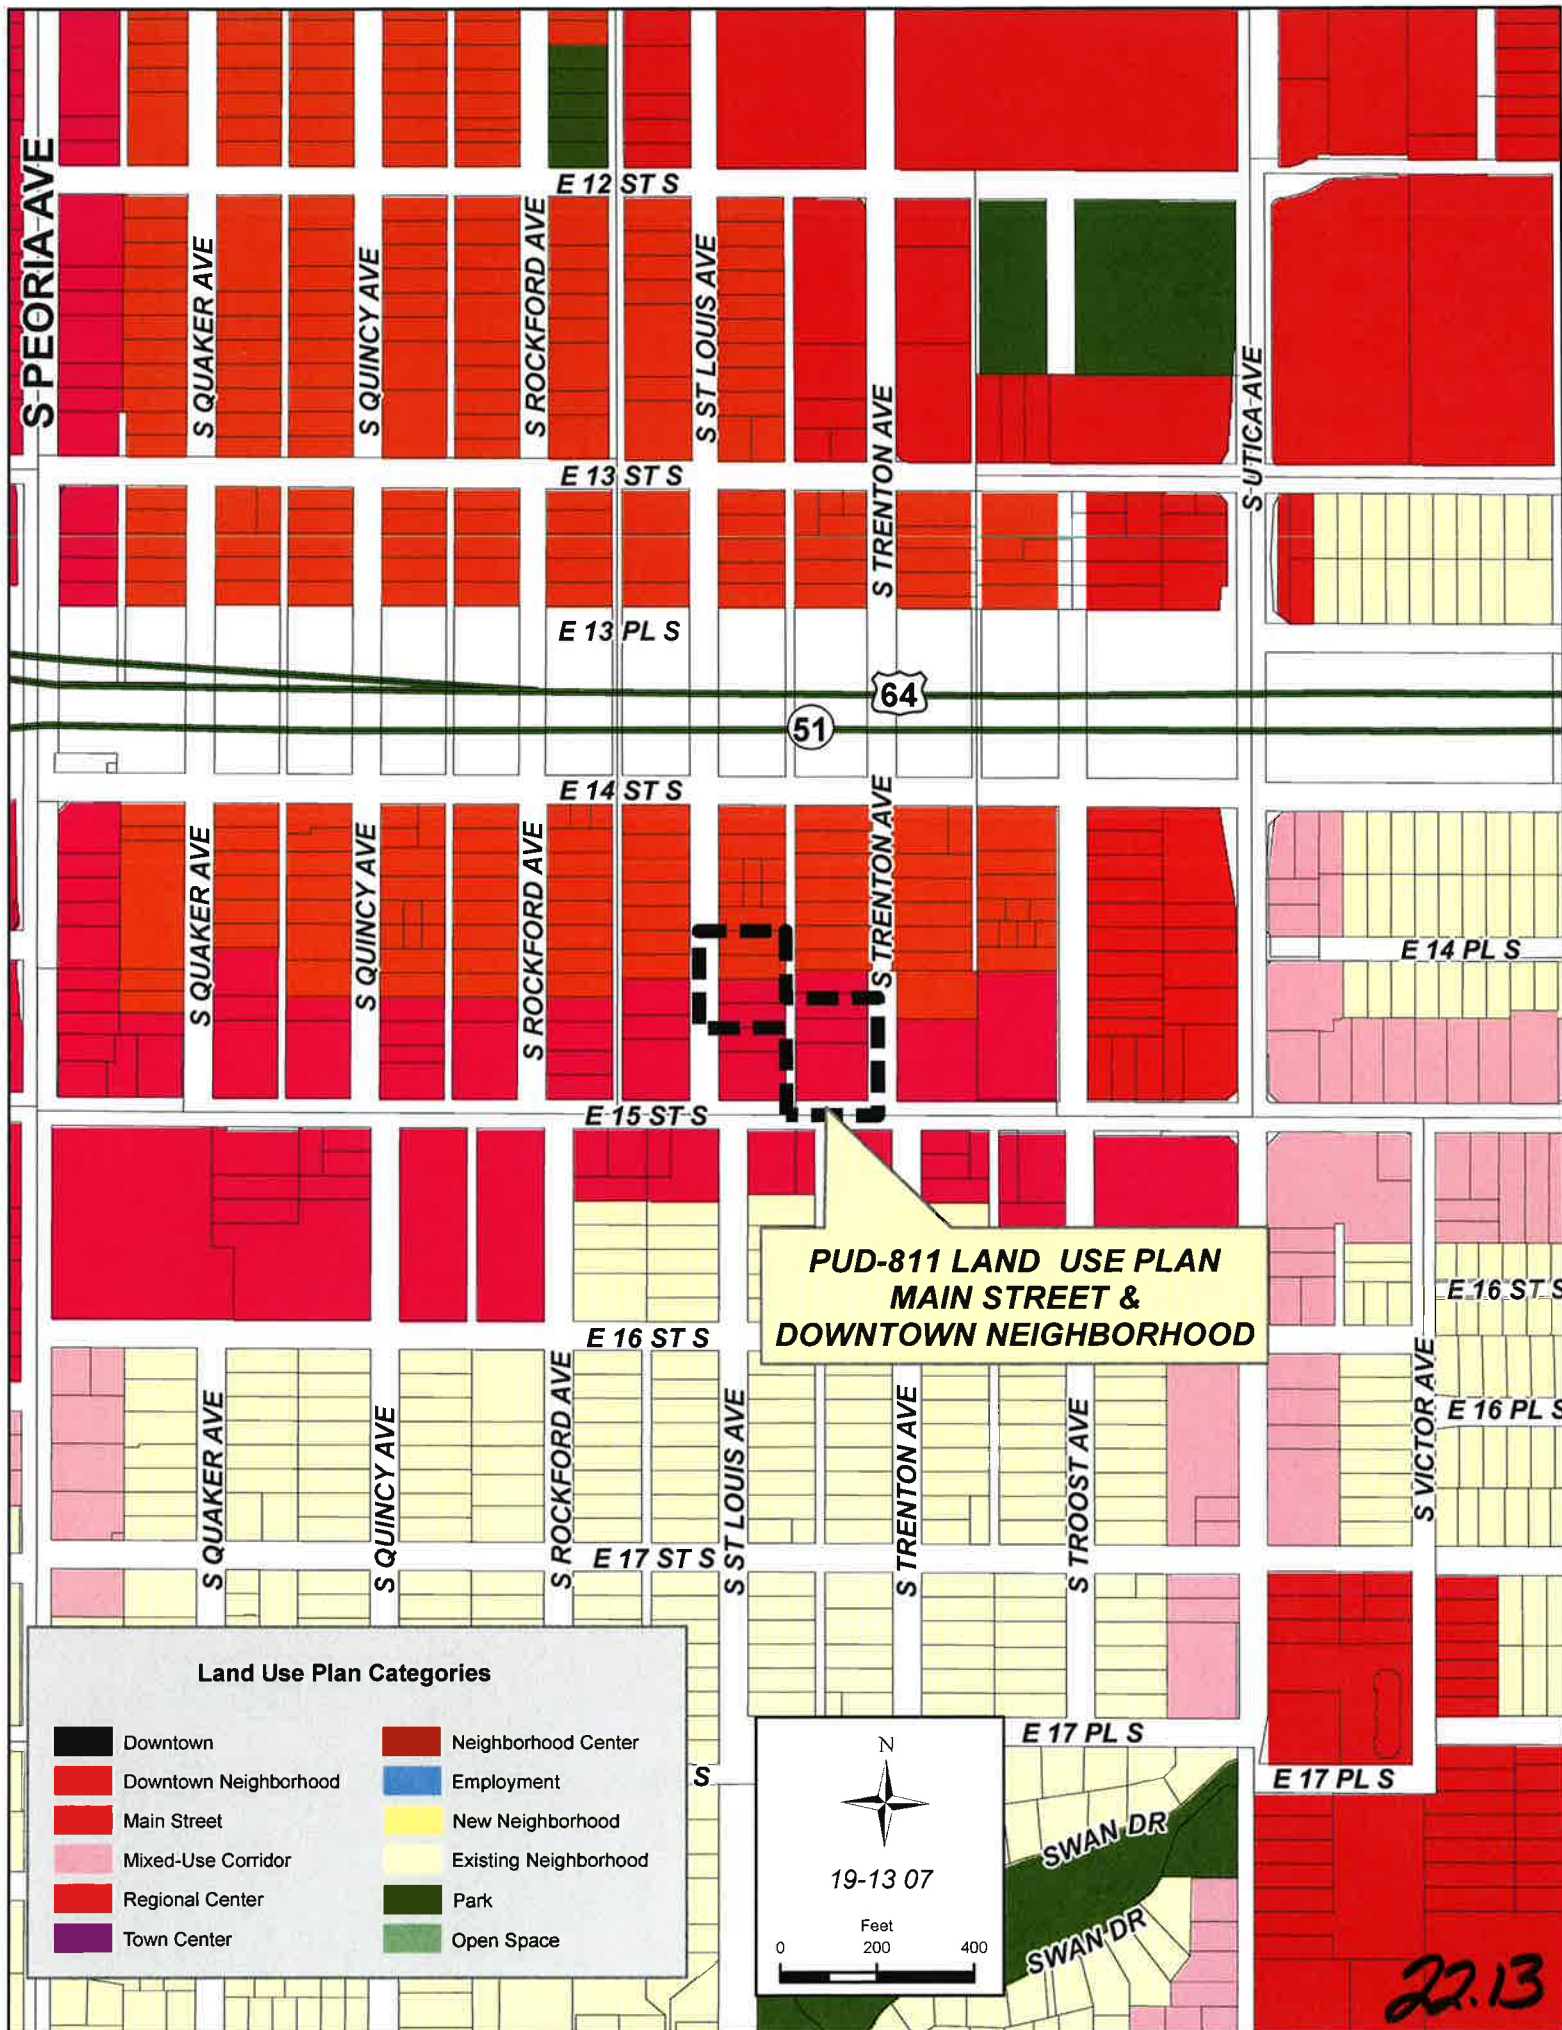 E 12 ST S
S PEORIA AVE
S QUAKER AVE
S QUINCY AVE
S ROCKFORD AVE
S ST LOUIS AVE
S TRENTON AVE
S UTICA AVE
E 13 ST S
S TRENTON AVE
E 13 PL S
64
51
E 14 ST S
S QUAKER AVE
S QUINCY AVE
S ROCKFORD AVE
S TRENTON AVE
E 14 PL S
E 15 ST S
PUD-811 LAND USE PLAN
MAIN STREET &
DOWNTOWN NEIGHBORHOOD
E 16 ST S
E 16 ST S
E 16 PL S
S QUAKER AVE
S QUINCY AVE
S ROCKFORD AVE
S ST LOUIS AVE
S TRENTON AVE
S TROOST AVE
S VICTOR AVE
E 17 ST S
Land Use Plan Categories
Downtown
Downtown Neighborhood
Main Street
Mixed-Use Corridor
Regional Center
Town Center
Neighborhood Center
Employment
New Neighborhood
Existing Neighborhood
Park
Open Space
S
N
19-13 07
Feet
0 200 400
E 17 PL S
E 17 PL S
SWAN DR
SWAN DR
22.13